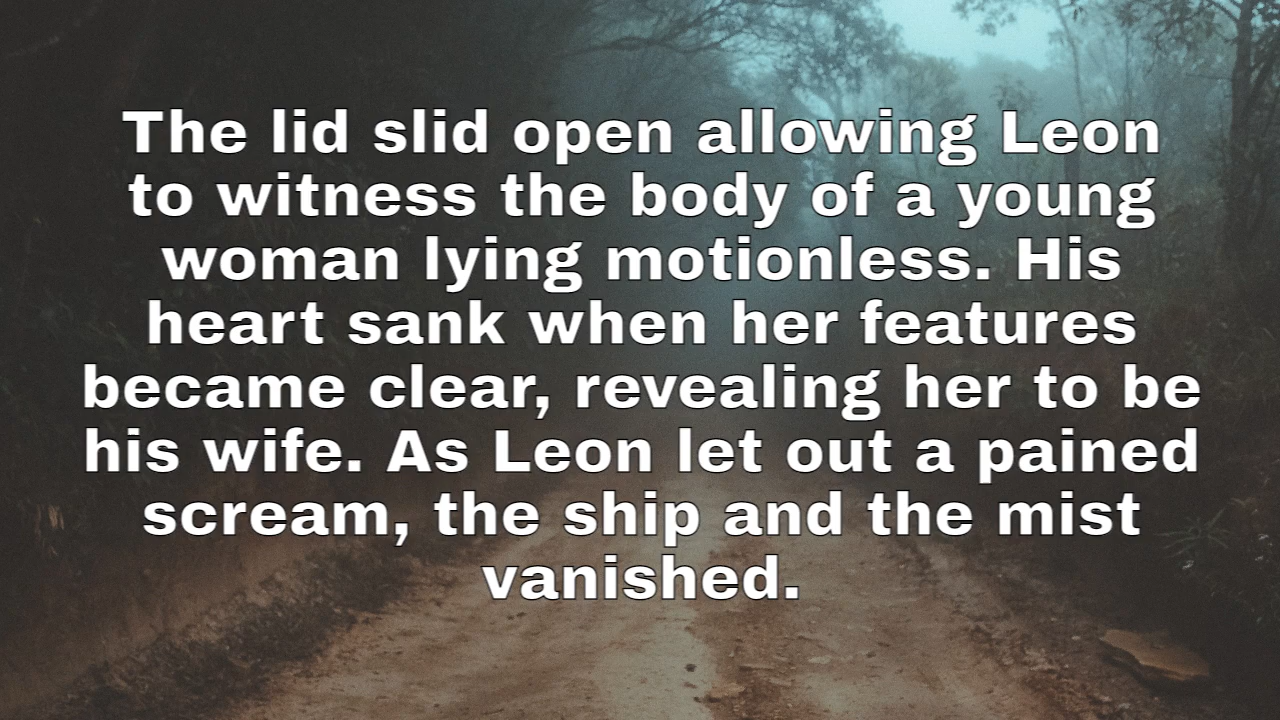 The lid slid open allowing Leon
to witness the body of a young
woman lying motionless. His
heart sank when her features
became clear, revealing her to be
his wife. As Leon let out a pained
scream, the ship and the mist
vanished.